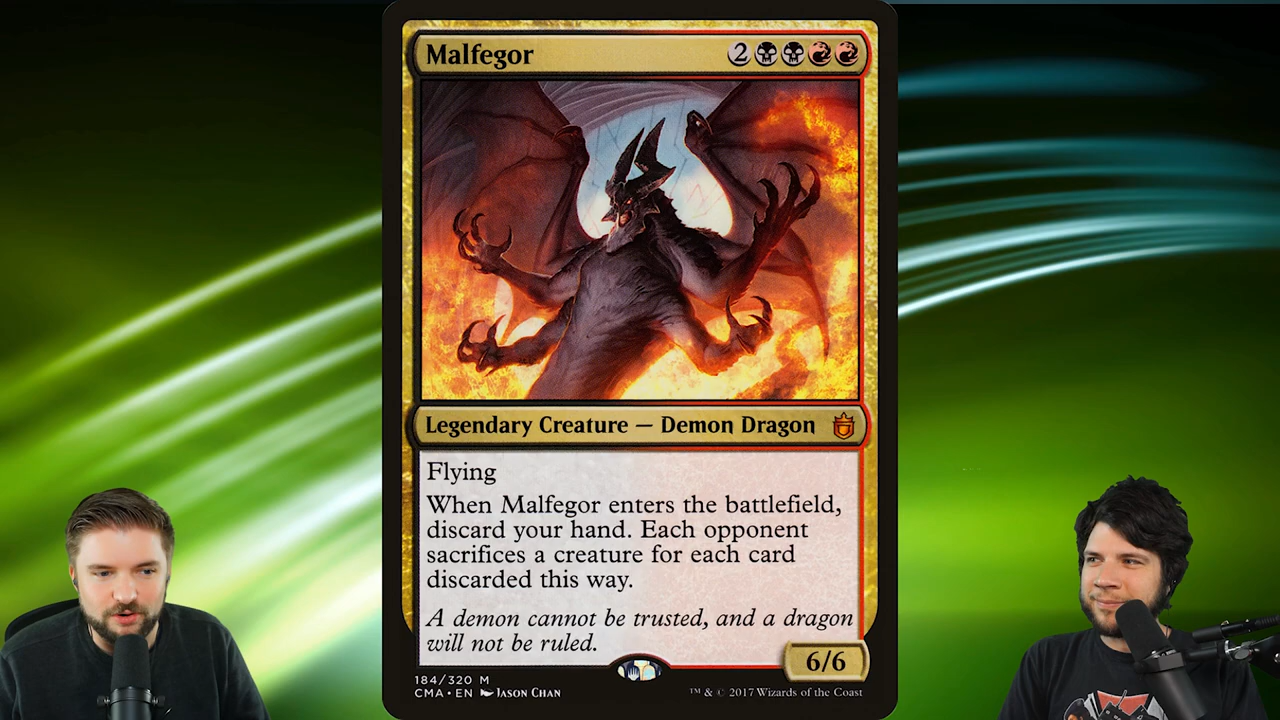 Malfegor 2
Legendary Creature — Demon Dragon
Flying
When Malfegor enters the battlefield,
discard your hand. Each opponent
sacrifices a creature for each card
discarded this way.
A demon cannot be trusted, and a dragon
will not be ruled.
6/6
184/320 M
CMA • EN Jason Chan
™ & © 2017 Wizards of the Coast